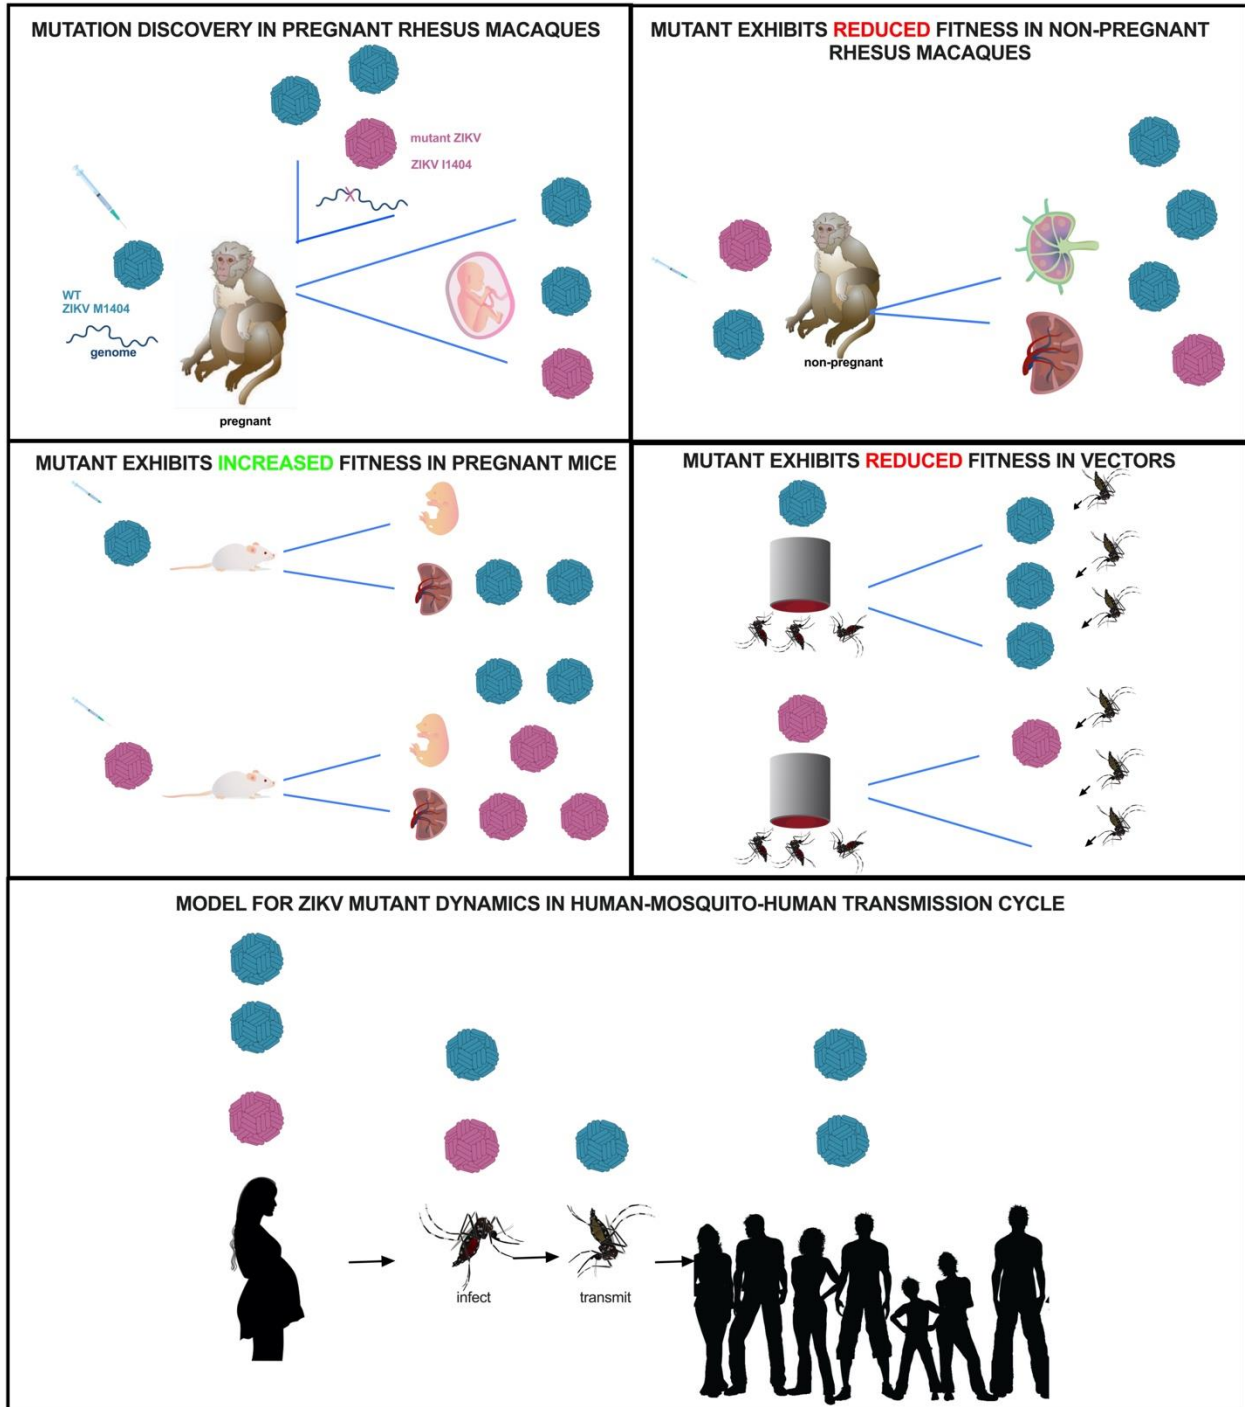 MUTATION DISCOVERY IN PREGNANT RHESUS MACAQUES
mutant ZIKV
ZIKV I1404
WT
ZIKV M1404
genome
pregnant
MUTANT EXHIBITS REDUCED FITNESS IN NON-PREGNANT
RHESUS MACAQUES
non-pregnant
MUTANT EXHIBITS INCREASED FITNESS IN PREGNANT MICE
MUTANT EXHIBITS REDUCED FITNESS IN VECTORS
MODEL FOR ZIKV MUTANT DYNAMICS IN HUMAN-MOSQUITO-HUMAN TRANSMISSION CYCLE
infect
transmit